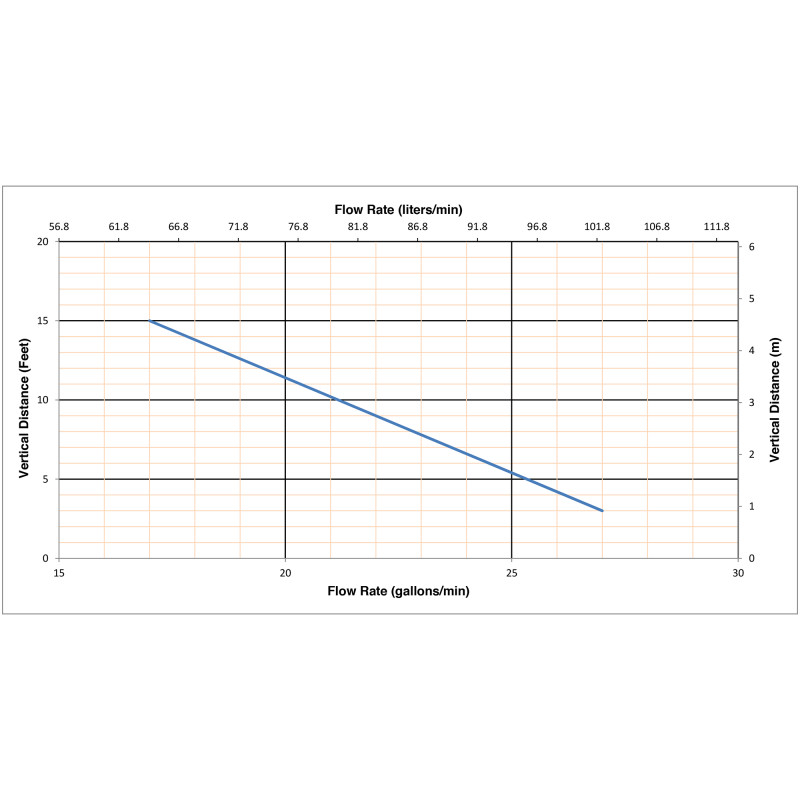 Flow Rate (liters/min)
56.8 61.8 66.8 71.8 76.8 81.8 86.8 91.8 96.8 101.8 106.8 111.8
20
15
10
5
0
Vertical Distance (Feet)
6
5
4
3
2
1
0
Vertical Distance (m)
15 20 25 30
Flow Rate (gallons/min)